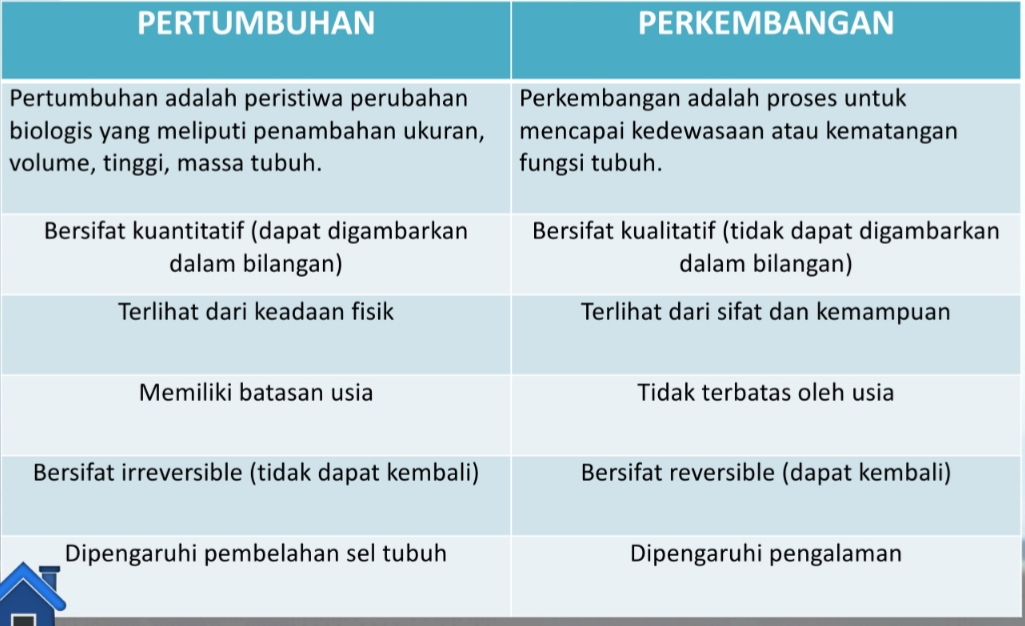 PERTUMBUHAN
PERKEMBANGAN
Pertumbuhan adalah peristiwa perubahan
biologis yang meliputi penambahan ukuran,
volume, tinggi, massa tubuh.
Perkembangan adalah proses untuk
mencapai kedewasaan atau kematangan
fungsi tubuh.
Bersifat kuantitatif (dapat digambarkan
dalam bilangan)
Bersifat kualitatif (tidak dapat digambarkan
dalam bilangan)
Terlihat dari keadaan fisik
Terlihat dari sifat dan kemampuan
Memiliki batasan usia
Tidak terbatas oleh usia
Bersifat irreversible (tidak dapat kembali)
Bersifat reversible (dapat kembali)
Dipengaruhi pembelahan sel tubuh
Dipengaruhi pengalaman